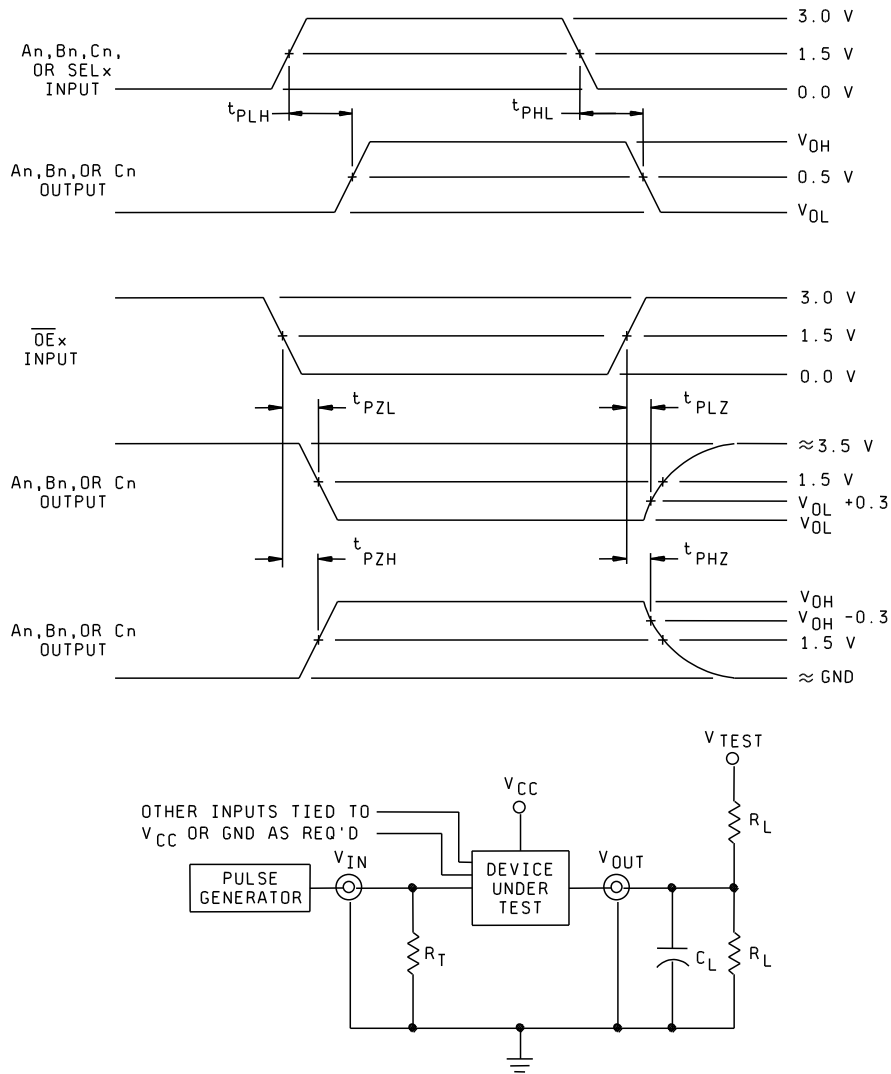 3.0 V
An,Bn,Cn,
OR SELx
INPUT
1.5 V
0.0 V
tPLH
tPHL
VOH
An,Bn,OR Cn
OUTPUT
0.5 V
VOL
3.0 V
OEx
INPUT
1.5 V
0.0 V
tPZL
tPLZ
≈3.5 V
An,Bn,OR Cn
OUTPUT
1.5 V
VOL +0.3
VOL
tPZH
tPHZ
VOH
VOH -0.3
An,Bn,OR Cn
OUTPUT
1.5 V
≈ GND
VTEST
VCC
RL
OTHER INPUTS TIED TO
VCC OR GND AS REQ'D
VIN
VOUT
PULSE
GENERATOR
DEVICE
UNDER
TEST
RT
CL
RL